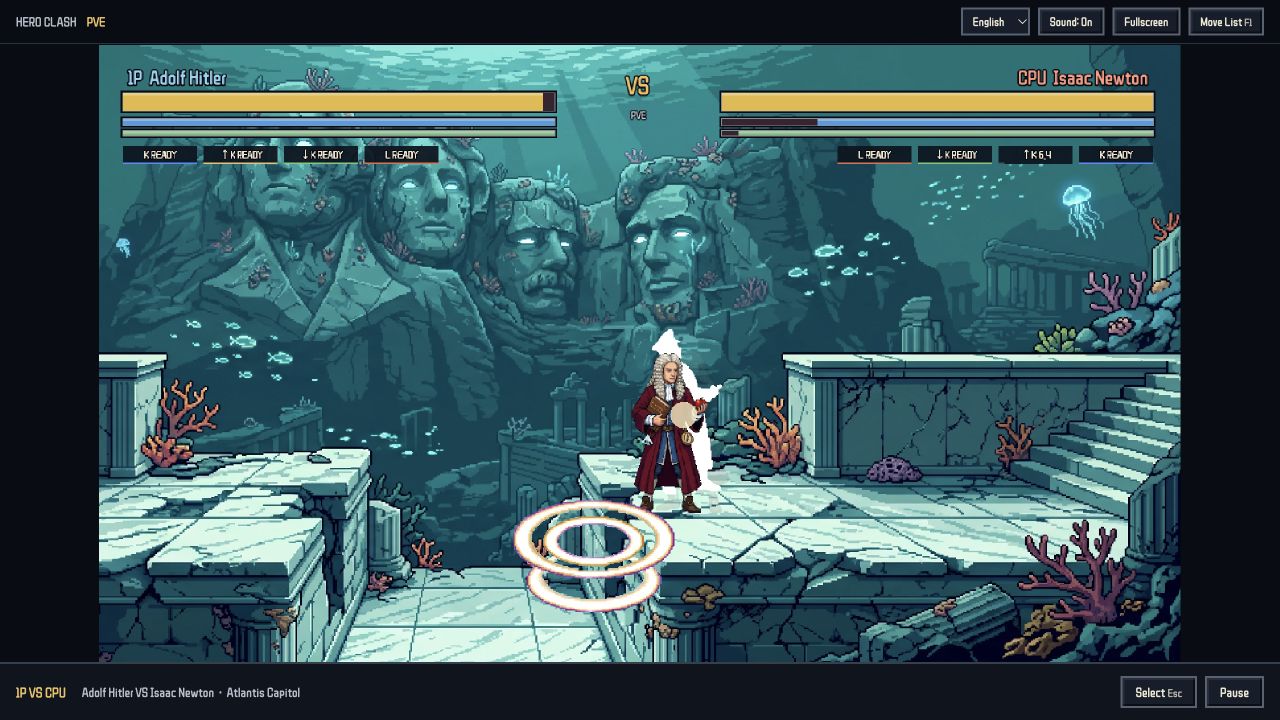 HERO CLASH PVE
English Sound: On Fullscreen Move List F1
1P Adolf Hitler VS CPU Isaac Newton
PVE
K READY ↑ K READY ↓ K READY L READY L READY ↓ K READY ↑ K 6.4 K READY
1P VS CPU Adolf Hitler VS Isaac Newton · Atlantis Capitol Select Esc Pause